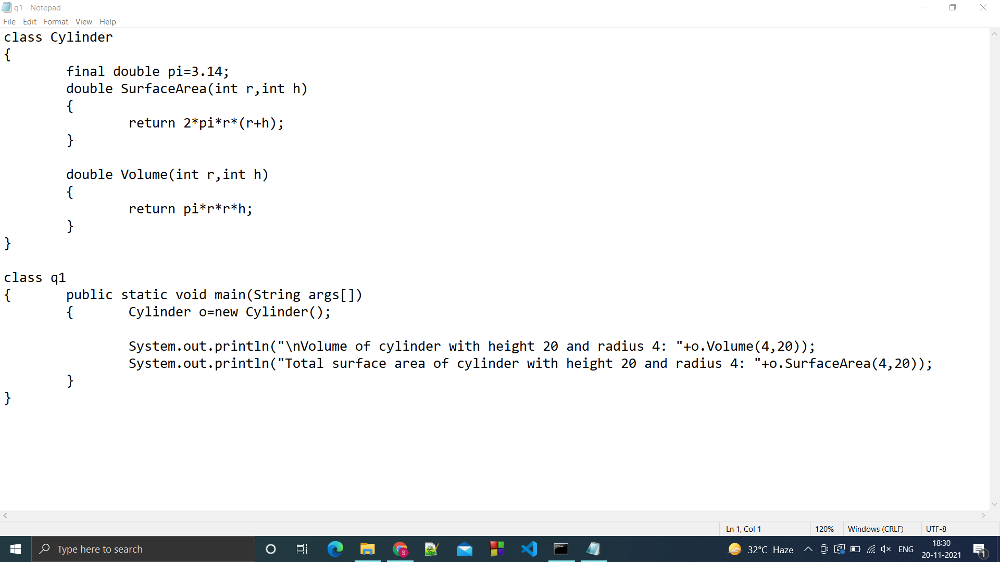 q1 - Notepad
File Edit Format View Help
class Cylinder
{
final double pi=3.14;
double SurfaceArea(int r,int h)
{
return 2*pi*r*(r+h);
}
double Volume(int r,int h)
{
return pi*r*r*h;
}
}
class q1
{ public static void main(String args[])
{ Cylinder o=new Cylinder();
System.out.println("\nVolume of cylinder with height 20 and radius 4: "+o.Volume(4,20));
System.out.println("Total surface area of cylinder with height 20 and radius 4: "+o.SurfaceArea(4,20));
}
}
Ln 1, Col 1 120% Windows (CRLF) UTF-8
Type here to search S 32°C Haze ENG 18:30
20-11-2021 1